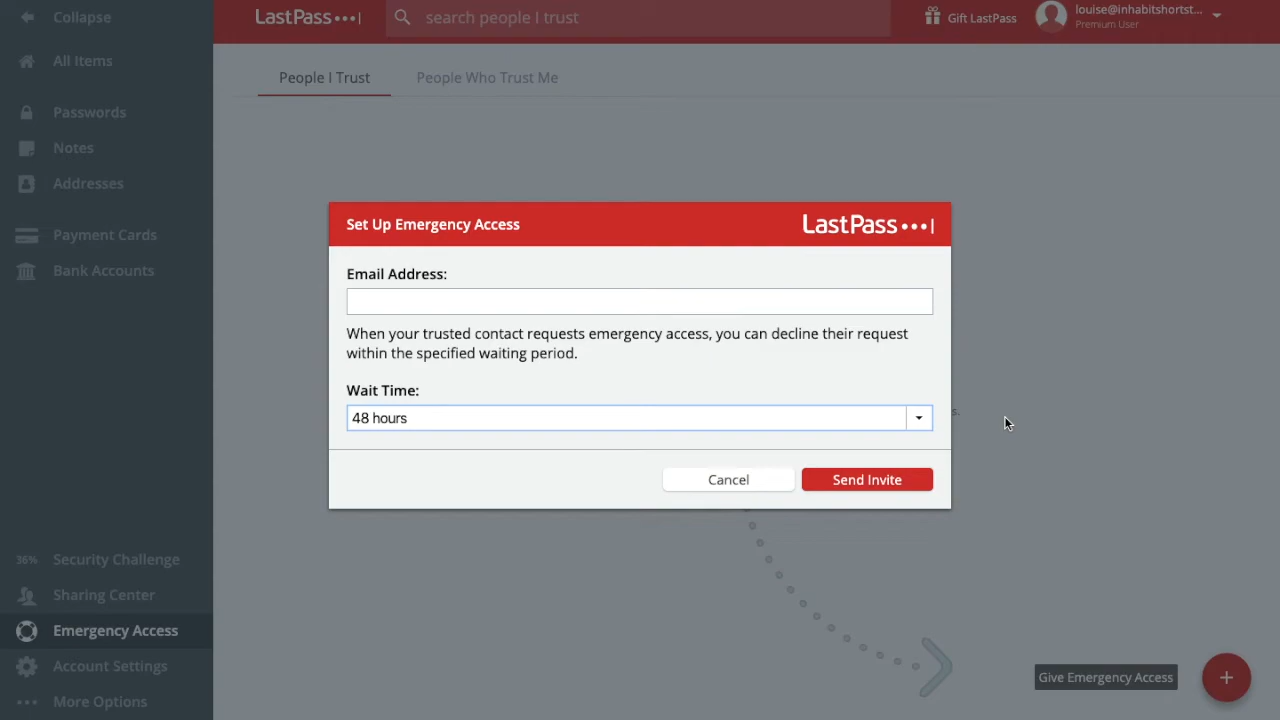 Collapse
LastPass
search people I trust
Gift LastPass
louise@inhabitshortst...
Premium User
All Items
People I Trust
People Who Trust Me
Passwords
Notes
Addresses
Payment Cards
Bank Accounts
Set Up Emergency Access
LastPass
Email Address:
When your trusted contact requests emergency access, you can decline their request
within the specified waiting period.
Wait Time:
48 hours
s.
Cancel
Send Invite
36% Security Challenge
Sharing Center
Emergency Access
Account Settings
More Options
Give Emergency Access
+